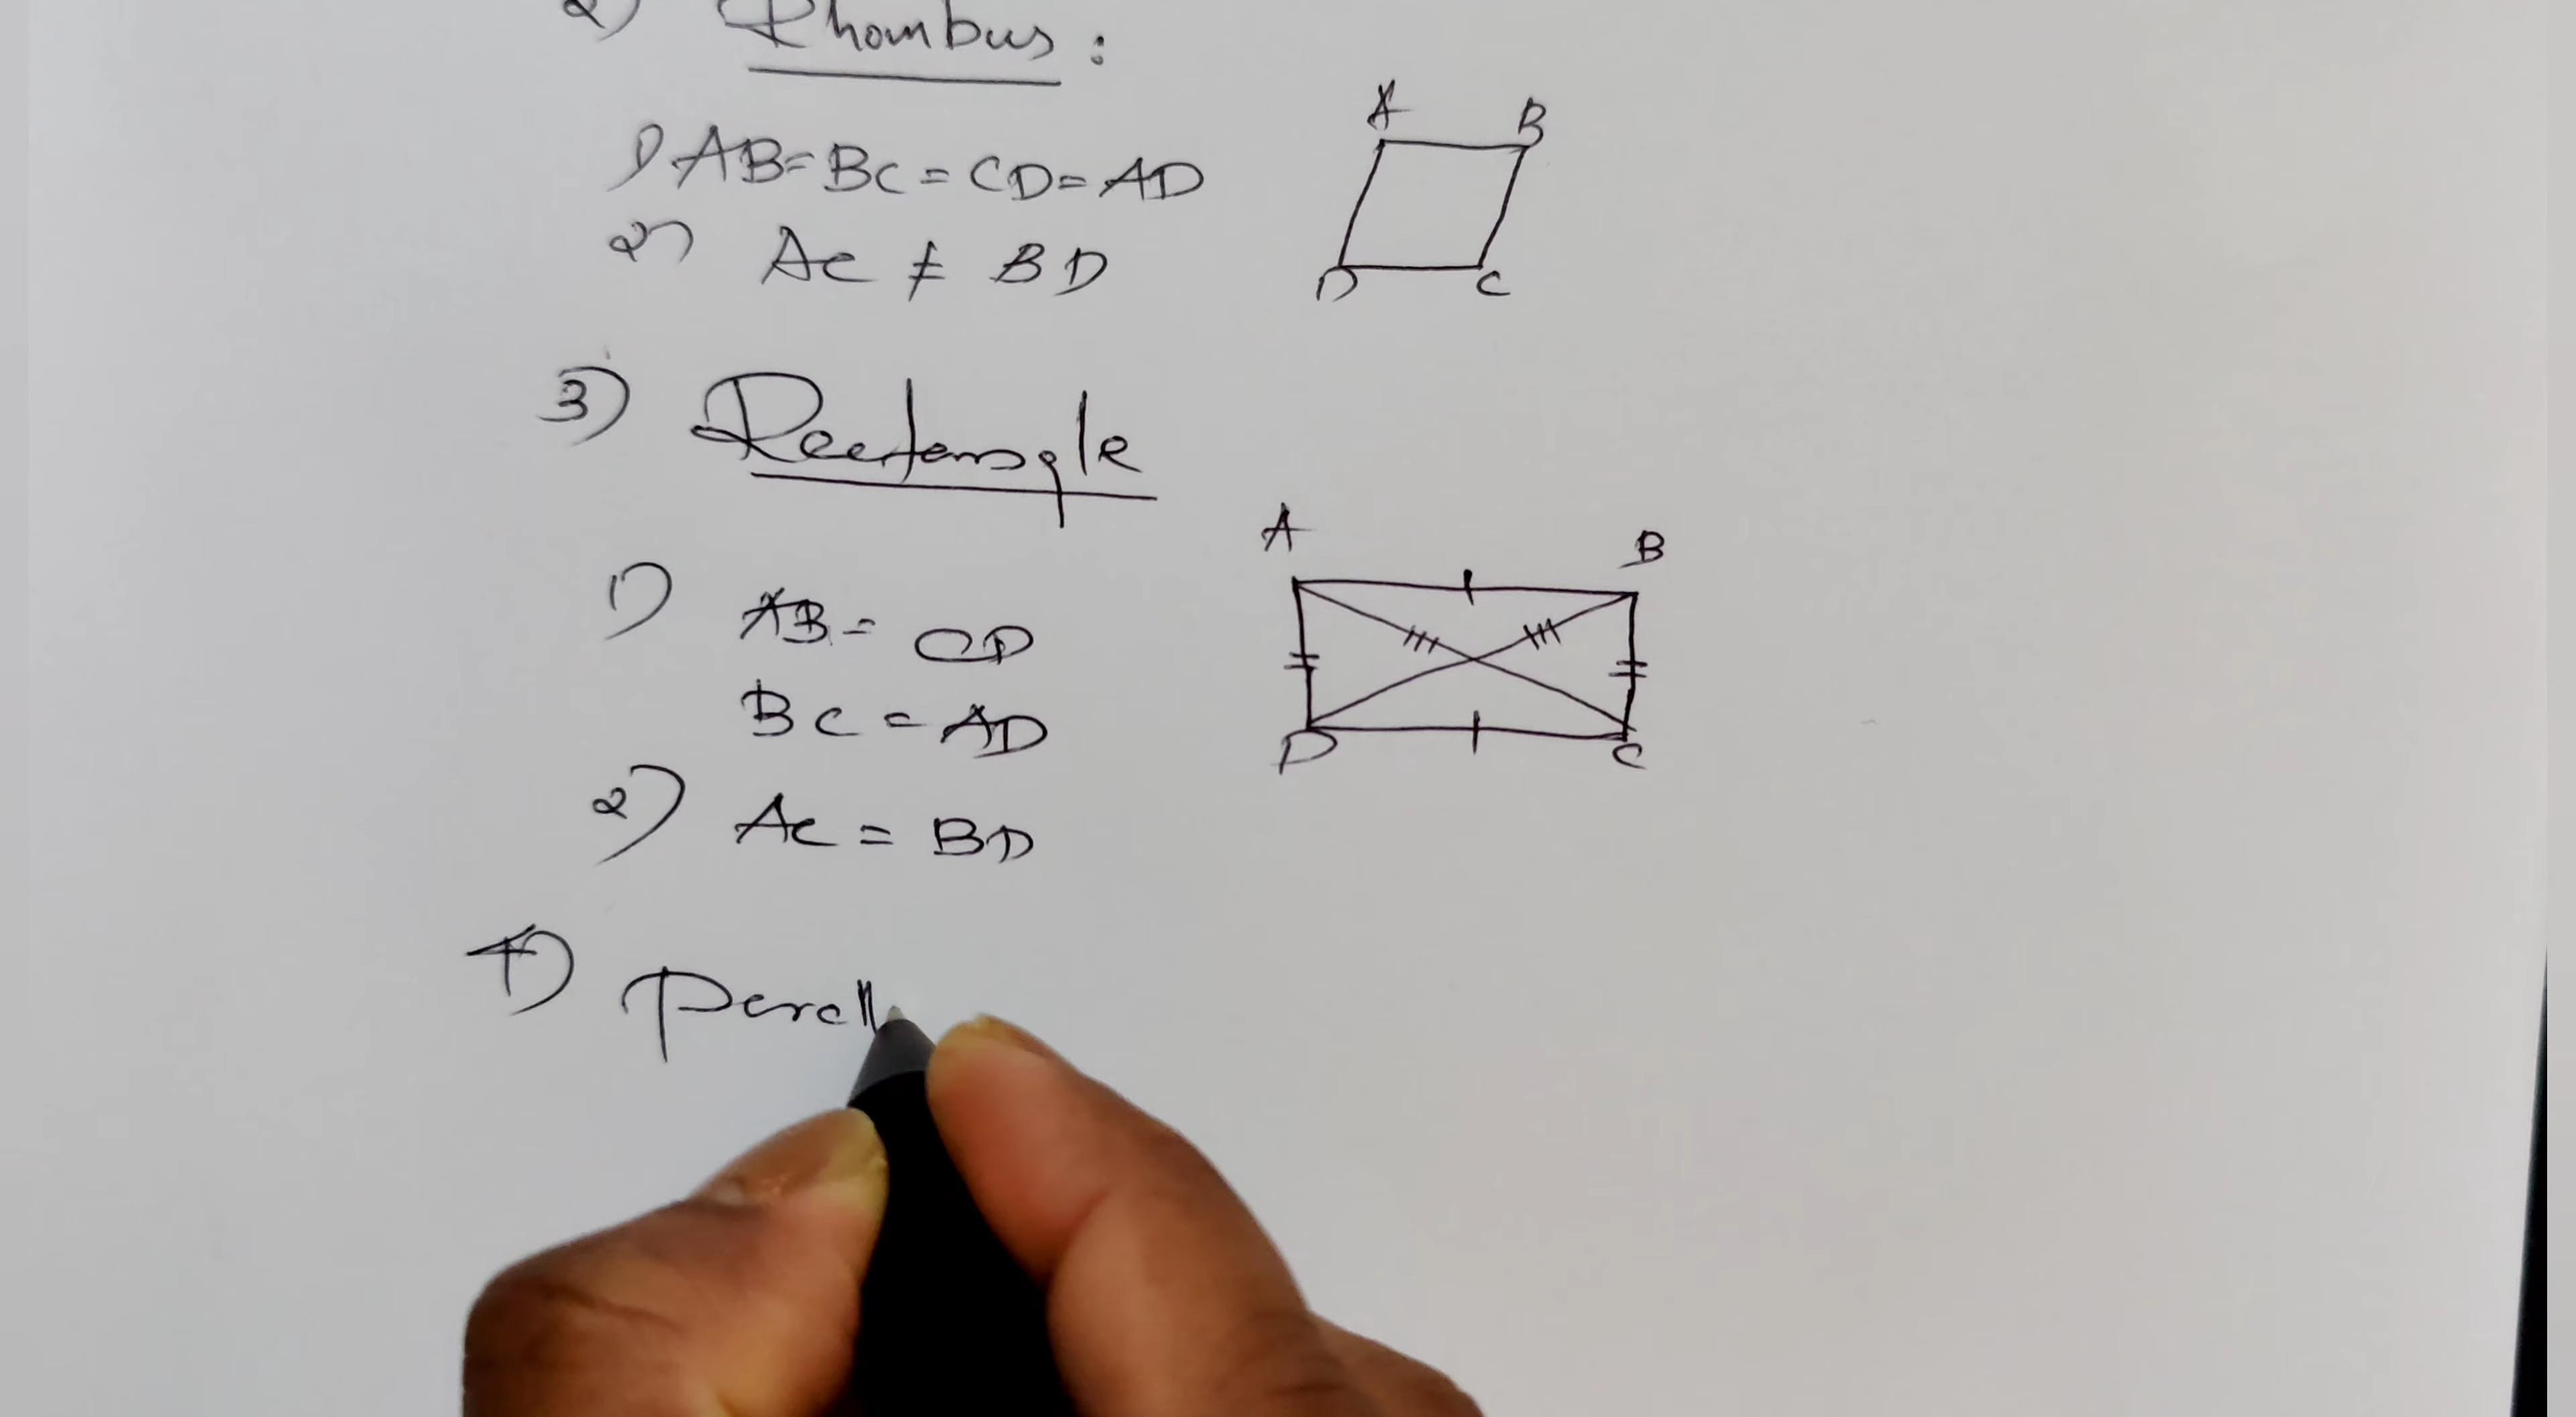 2) Rhombus :
A B
1) AB = BC = CD = AD
2) AC ≠ BD
D C
3) Rectangle
A B
1) AB = CD
BC = AD
D C
2) AC = BD
4) Parall